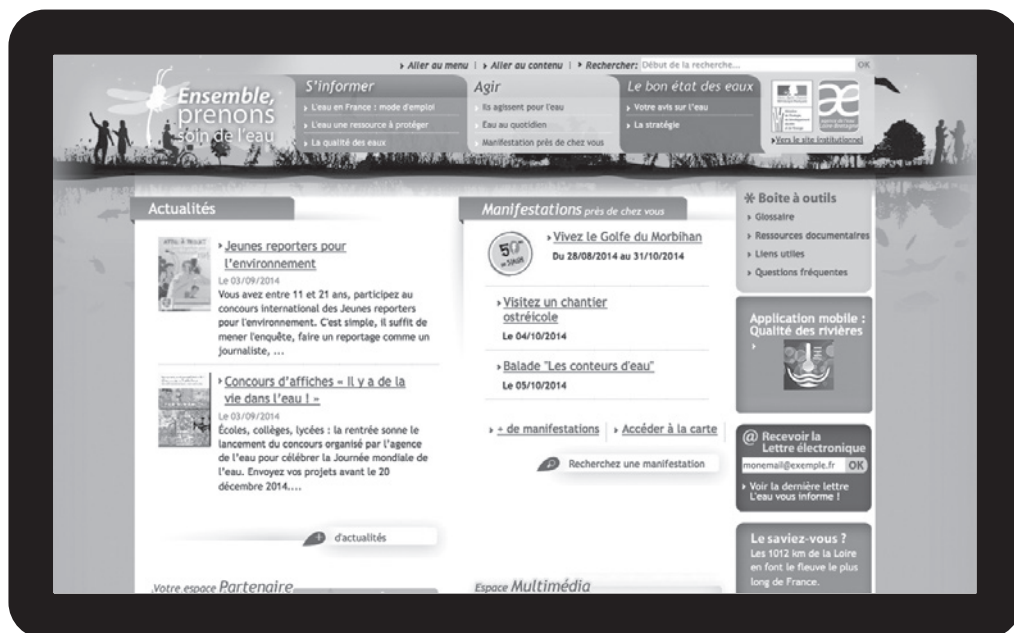 Aller au menu | Aller au contenu | Rechercher: Début de la recherche... OK
Ensemble,
prenons
soin de l'eau
S'informer
L'eau en France : mode d'emploi
L'eau une ressource à protéger
La qualité des eaux
Agir
Ils agissent pour l'eau
Eau au quotidien
Manifestation près de chez vous
Le bon état des eaux
Votre avis sur l'eau
La stratégie
Vers le site institutionnel
Actualités
Jeunes reporters pour
l'environnement
Le 03/09/2014
Vous avez entre 11 et 21 ans, participez au
concours international des Jeunes reporters
pour l'environnement. C'est simple, il suffit de
mener l'enquête, faire un reportage comme un
journaliste, ...
Concours d'affiches « Il y a de la
vie dans l'eau ! »
Le 03/09/2014
Écoles, collèges, lycées : la rentrée sonne le
lancement du concours organisé par l'agence
de l'eau pour célébrer la Journée mondiale de
l'eau. Envoyez vos projets avant le 20
décembre 2014....
+ d'actualités
Votre espace Partenaire
Manifestations près de chez vous
Vivez le Golfe du Morbihan
Du 28/08/2014 au 31/10/2014
Visitez un chantier
ostréicole
Le 04/10/2014
Balade "Les conteurs d'eau"
Le 05/10/2014
+ de manifestations | Accéder à la carte
Recherchez une manifestation
Espace Multimédia
Boîte à outils
Glossaire
Ressources documentaires
Liens utiles
Questions fréquentes
Application mobile :
Qualité des rivières
@ Recevoir la
Lettre électronique
monemail@exemple.fr OK
Voir la dernière lettre
L'eau vous informe !
Le saviez-vous ?
Les 1012 km de la Loire
en font le fleuve le plus
long de France.